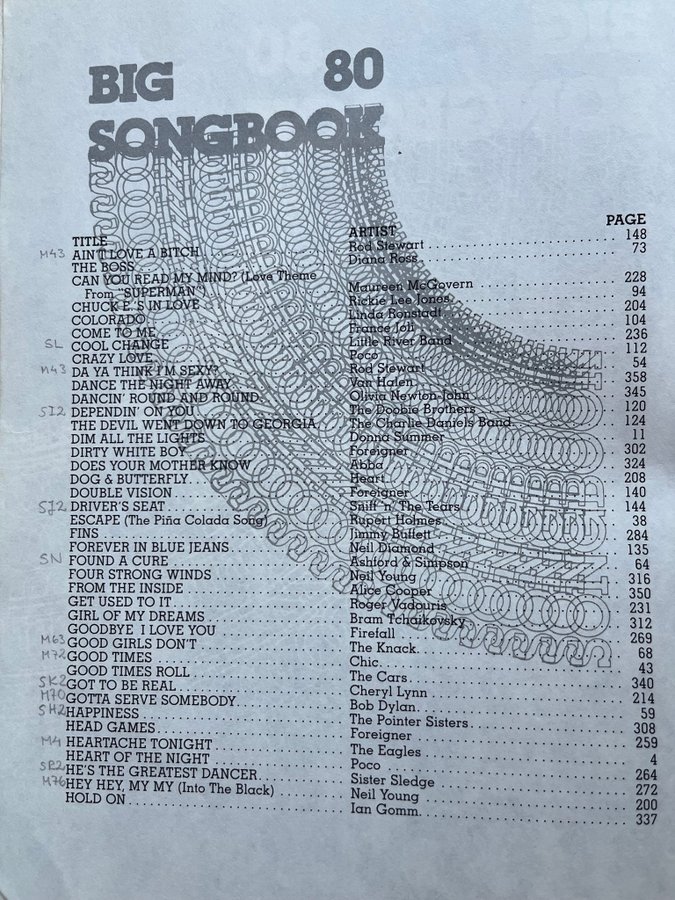 BIG 80
SONGBOOK
TITLE ARTIST PAGE
M43 AIN'T LOVE A BITCH Rod Stewart 148
THE BOSS Diana Ross 73
CAN YOU READ MY MIND? (Love Theme
From "SUPERMAN") Maureen McGovern 228
CHUCK E.'S IN LOVE Rickie Lee Jones 94
COLORADO Linda Ronstadt 204
COME TO ME France Joli 104
SL COOL CHANGE Little River Band 236
CRAZY LOVE Poco 112
M43 DA YA THINK I'M SEXY? Rod Stewart 54
DANCE THE NIGHT AWAY Van Halen 358
DANCIN' ROUND AND ROUND Olivia Newton-John 345
SI2 DEPENDIN' ON YOU The Doobie Brothers 120
THE DEVIL WENT DOWN TO GEORGIA The Charlie Daniels Band 124
DIM ALL THE LIGHTS Donna Summer 11
DIRTY WHITE BOY Foreigner 302
DOES YOUR MOTHER KNOW Abba 324
DOG & BUTTERFLY Heart 208
DOUBLE VISION Foreigner 140
SJ2 DRIVER'S SEAT Sniff 'n' The Tears 144
ESCAPE (The Piña Colada Song) Rupert Holmes 38
FINS Jimmy Buffett 284
FOREVER IN BLUE JEANS Neil Diamond 135
SN FOUND A CURE Ashford & Simpson 64
FOUR STRONG WINDS Neil Young 316
FROM THE INSIDE Alice Cooper 350
GET USED TO IT Roger Vadouris 231
GIRL OF MY DREAMS Bram Tchaikovsky 312
GOODBYE I LOVE YOU Firefall 269
M63 GOOD GIRLS DON'T The Knack 68
M72 GOOD TIMES Chic 43
GOOD TIMES ROLL The Cars 340
SK2 GOT TO BE REAL Cheryl Lynn 214
M70 GOTTA SERVE SOMEBODY Bob Dylan 59
SH2 HAPPINESS The Pointer Sisters 308
HEAD GAMES Foreigner 259
M4 HEARTACHE TONIGHT The Eagles 4
HEART OF THE NIGHT Poco 264
HE'S THE GREATEST DANCER Sister Sledge 272
M76 HEY HEY, MY MY (Into The Black) Neil Young 200
HOLD ON Ian Gomm 337